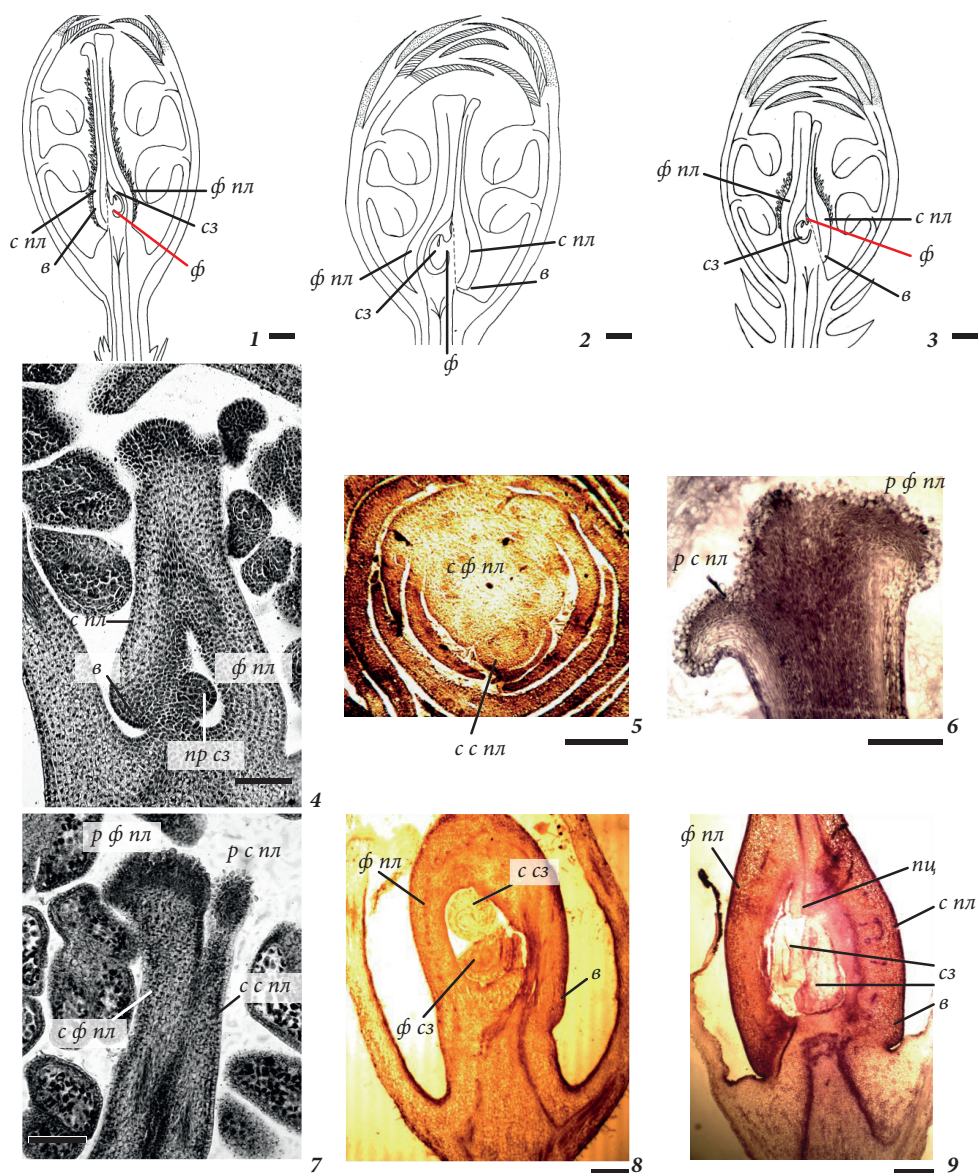 ф пл
с пл
сз
в
ф
1
ф пл
с пл
сз
в
ф
2
ф пл
с пл
сз
ф
в
3
с пл
в
ф пл
пр сз
4
с ф пл
с с пл
5
р ф пл
р с пл
6
р ф пл
р с пл
с ф пл
с с пл
7
ф пл
с сз
ф сз
в
8
ф пл
пц
с пл
сз
в
9